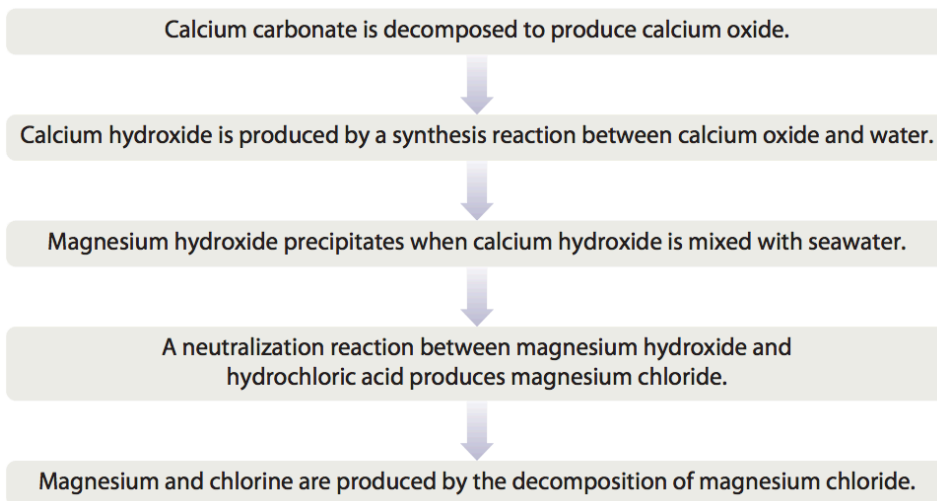 Calcium carbonate is decomposed to produce calcium oxide.
Calcium hydroxide is produced by a synthesis reaction between calcium oxide and water.
Magnesium hydroxide precipitates when calcium hydroxide is mixed with seawater.
A neutralization reaction between magnesium hydroxide and
hydrochloric acid produces magnesium chloride.
Magnesium and chlorine are produced by the decomposition of magnesium chloride.